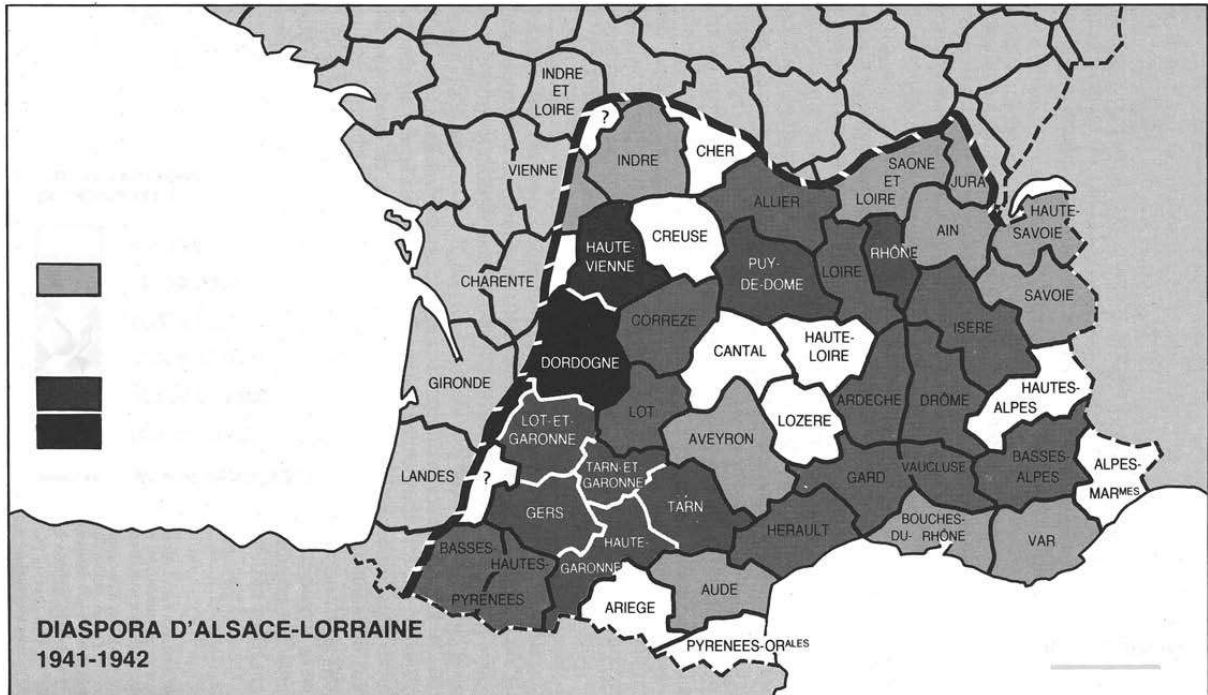 INDRE
ET
LOIRE
?
CHER
INDRE
VIENNE
SAONE
ET
LOIRE
JURA
HAUTE-
SAVOIE
ALLIER
AIN
CREUSE
HAUTE-
VIENNE
PUY-
DE-DOME
LOIRE
RHÔNE
SAVOIE
CHARENTE
CORREZE
ISERE
DORDOGNE
CANTAL
HAUTE-
LOIRE
GIRONDE
HAUTES-
ALPES
LOT
ARDECHE
DRÔME
LOT-ET-
GARONNE
LOZERE
AVEYRON
LANDES
?
TARN-ET
GARONNE
GARD
VAUCLUSE
BASSES-
ALPES
ALPES-
MARMES
TARN
GERS
HERAULT
BOUCHES-
DU-RHÔNE
VAR
BASSES-
PYRENEES
HAUTES-
HAUTE-
GARONNE
AUDE
ARIEGE
PYRENEES-ORALES
DIASPORA D'ALSACE-LORRAINE
1941-1942